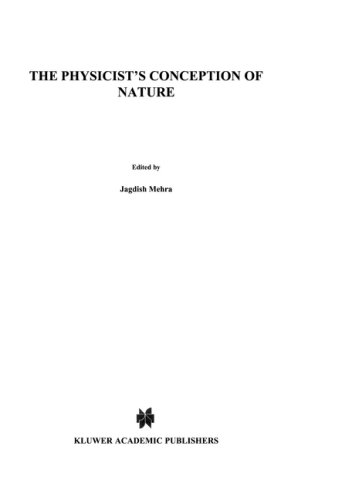 THE PHYSICIST'S CONCEPTION OF
NATURE
Edited by
Jagdish Mehra
KLUWER ACADEMIC PUBLISHERS